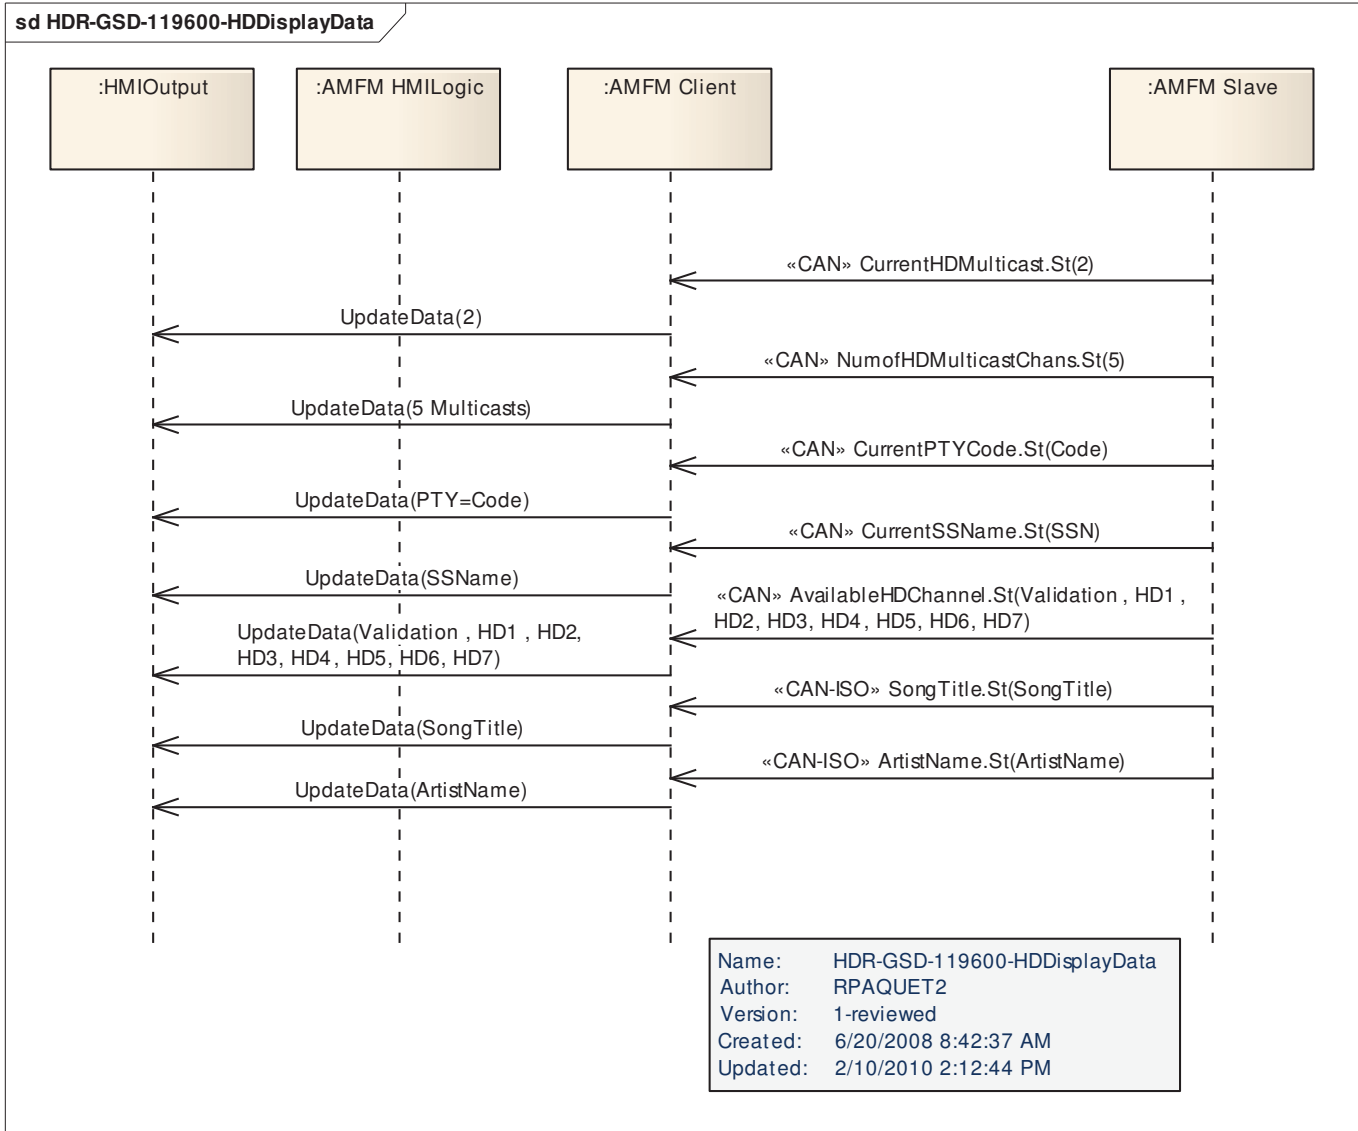 sd HDR-GSD-119600-HDDisplayData
:HMIOutput
:AMFM HMILogic
:AMFM Client
:AMFM Slave
«CAN» CurrentHDMulticast.St(2)
UpdateData(2)
«CAN» NumofHDMulticastChans.St(5)
UpdateData(5 Multicasts)
«CAN» CurrentPTYCode.St(Code)
UpdateData(PTY=Code)
«CAN» CurrentSSName.St(SSN)
UpdateData(SSName)
«CAN» AvailableHDChannel.St(Validation , HD1 ,
HD2, HD3, HD4 , HD5, HD6, HD7)
UpdateData(Validation , HD1 , HD2,
HD3, HD4 , HD5, HD6, HD7)
«CAN-ISO» SongTitle.St(SongTitle)
UpdateData(SongTitle)
«CAN-ISO» ArtistName.St(ArtistName)
UpdateData(ArtistName)
Name: HDR-GSD-119600-HDDisplayData
Author: RPAQUET2
Version: 1-reviewed
Created: 6/20/2008 8:42:37 AM
Updated: 2/10/2010 2:12:44 PM